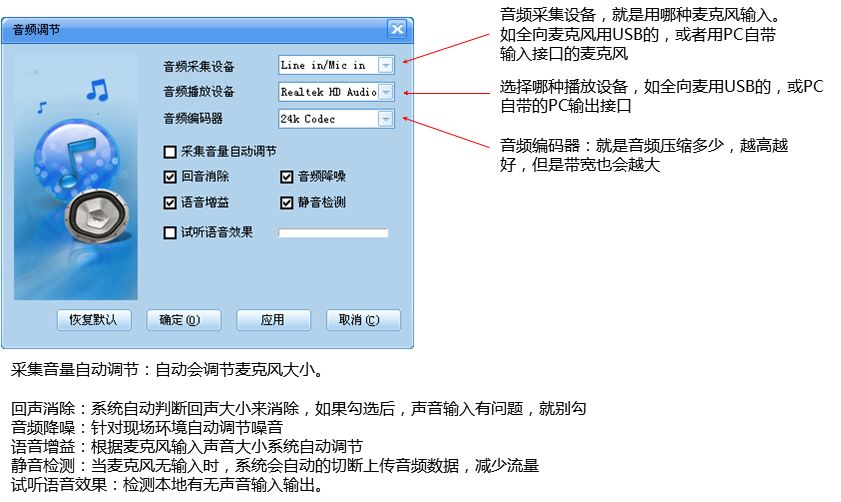 音频调节
音频采集设备 Line in/Mic in
音频播放设备 Realtek HD Audio
音频编码器 24k Codec
采集音量自动调节
回音消除 音频降噪
语音增益 静音检测
试听语音效果
恢复默认 确定(O) 应用 取消(C)
音频采集设备，就是用哪种麦克风输入。
如全向麦克风用USB的，或者用PC自带
输入接口的麦克风
选择哪种播放设备，如全向麦用USB的，或PC
自带的PC输出接口
音频编码器：就是音频压缩多少，越高越
好，但是带宽也会越大
采集音量自动调节：自动会调节麦克风大小。
回声消除：系统自动判断回声大小来消除，如果勾选后，声音输入有问题，就别勾
音频降噪：针对现场环境自动调节噪音
语音增益：根据麦克风输入声音大小系统自动调节
静音检测：当麦克风无输入时，系统会自动的切断上传音频数据，减少流量
试听语音效果：检测本地有无声音输入输出。